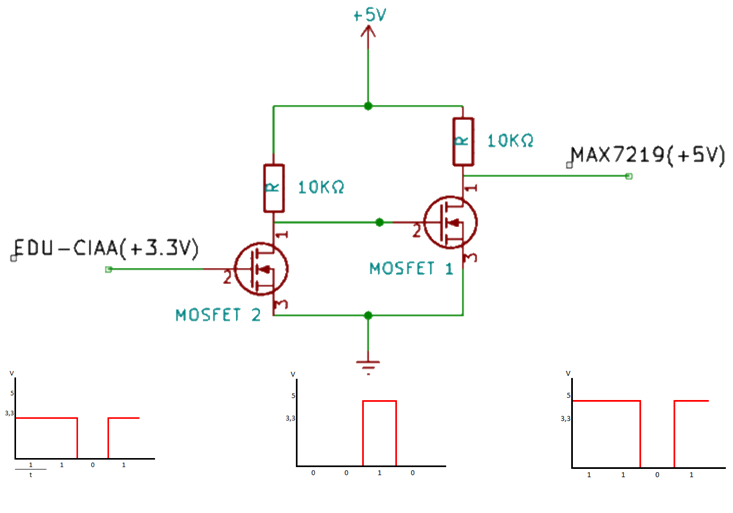 +5V
R 10KΩ
MAX7219(+5V)
R 10KΩ
1
1
2
EDU-CIAA(+3.3V)
2
3
MOSFET 1
3
MOSFET 2
V
5
3,3
1 1 0 1
t
V
5
3,3
0 0 1 0
V
5
3,3
1 1 0 1